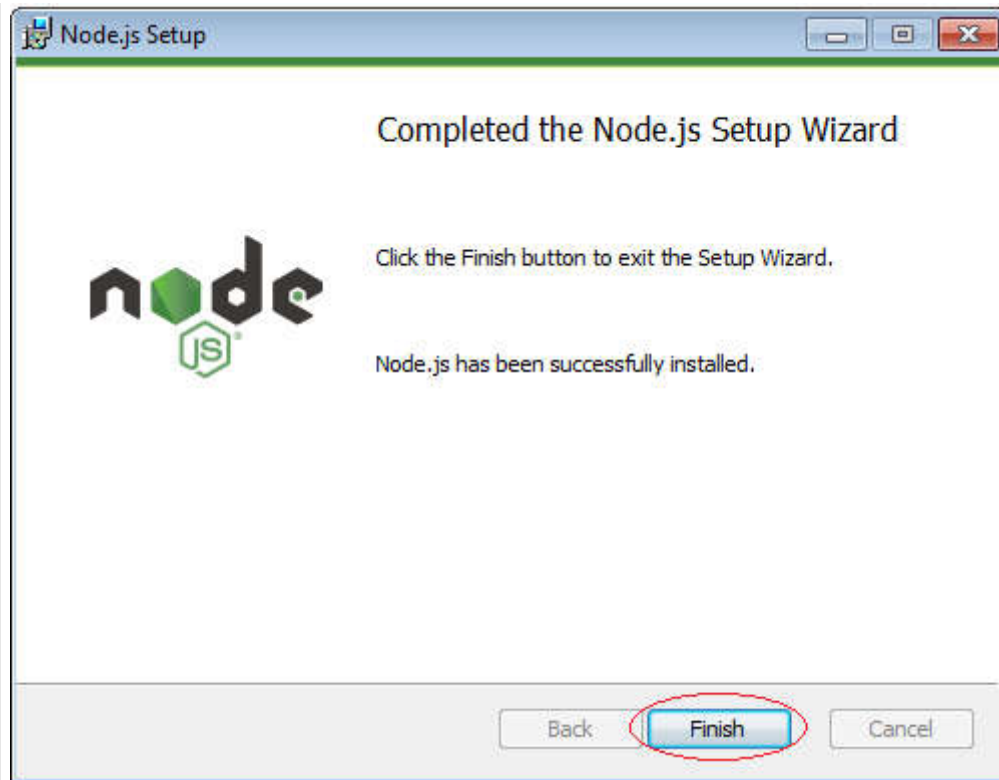 Node.js Setup
Completed the Node.js Setup Wizard
Click the Finish button to exit the Setup Wizard.
node
JS
Node.js has been successfully installed.
Back Finish Cancel